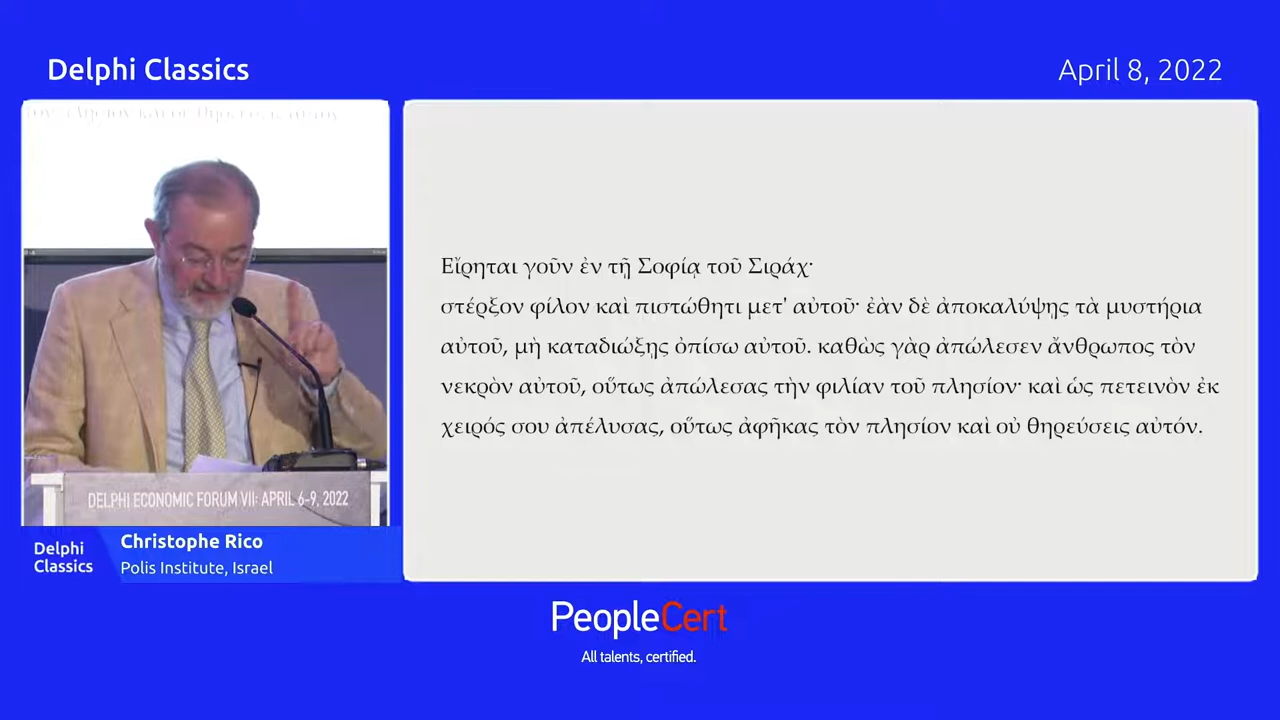 Delphi Classics
April 8, 2022
Εἴρηται γοῦν ἐν τῇ Σοφίᾳ τοῦ Σιράχ·
στέρξον φίλον καὶ πιστώθητι μετ' αὐτοῦ· ἐὰν δὲ ἀποκαλύψῃς τὰ μυστήρια
αὐτοῦ, μὴ καταδιώξῃς ὀπίσω αὐτοῦ. καθὼς γὰρ ἀπώλεσεν ἄνθρωπος τὸν
νεκρὸν αὐτοῦ, οὕτως ἀπώλεσας τὴν φιλίαν τοῦ πλησίον· καὶ ὡς πετεινὸν ἐκ
χειρός σου ἀπέλυσας, οὕτως ἀφῆκας τὸν πλησίον καὶ οὐ θηρεύσεις αὐτόν.
DELPHI ECONOMIC FORUM VII: APRIL 6-9, 2022
Delphi
Classics
Christophe Rico
Polis Institute, Israel
PeopleCert
All talents, certified.